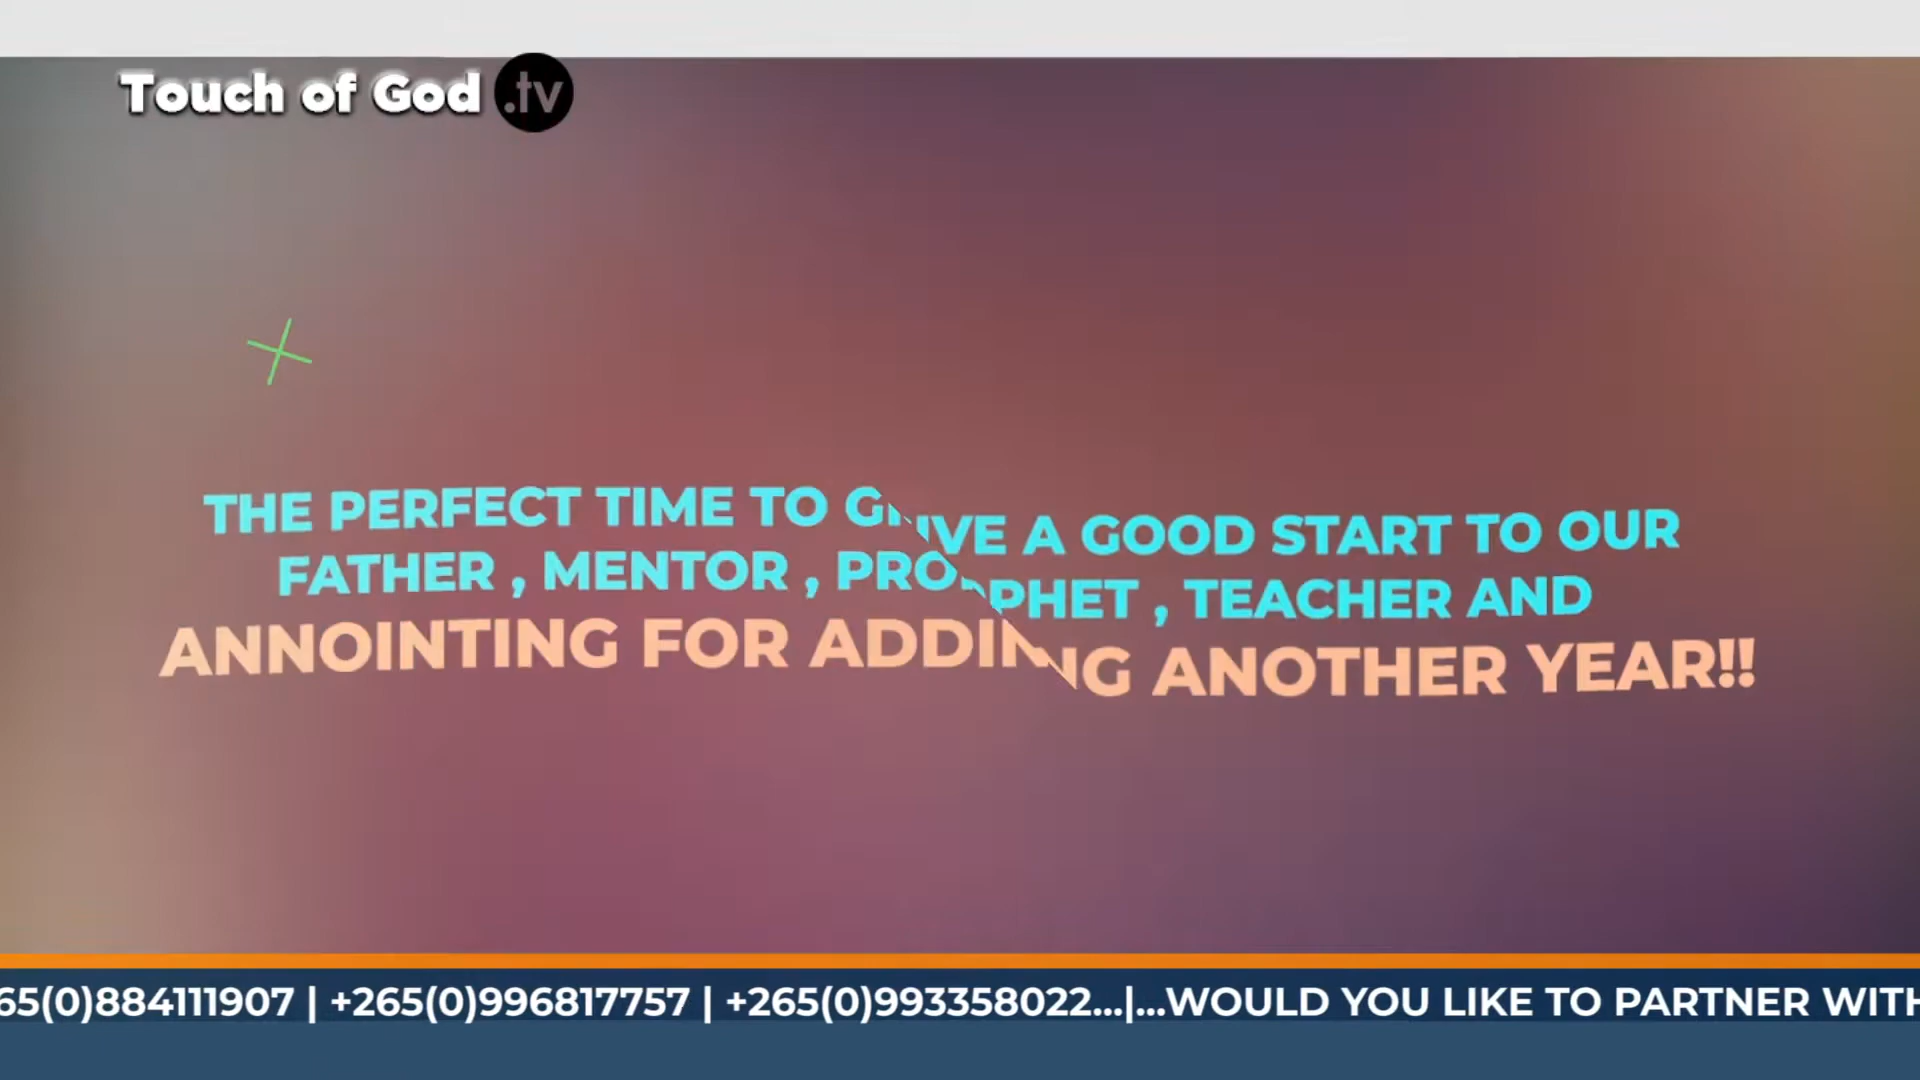 Touch of God .tv
THE PERFECT TIME TO GIVE A GOOD START TO OUR
FATHER , MENTOR , PROPHET , TEACHER AND
ANNOINTING FOR ADDING ANOTHER YEAR!!
65(0)884111907 | +265(0)996817757 | +265(0)993358022...|...WOULD YOU LIKE TO PARTNER WITH